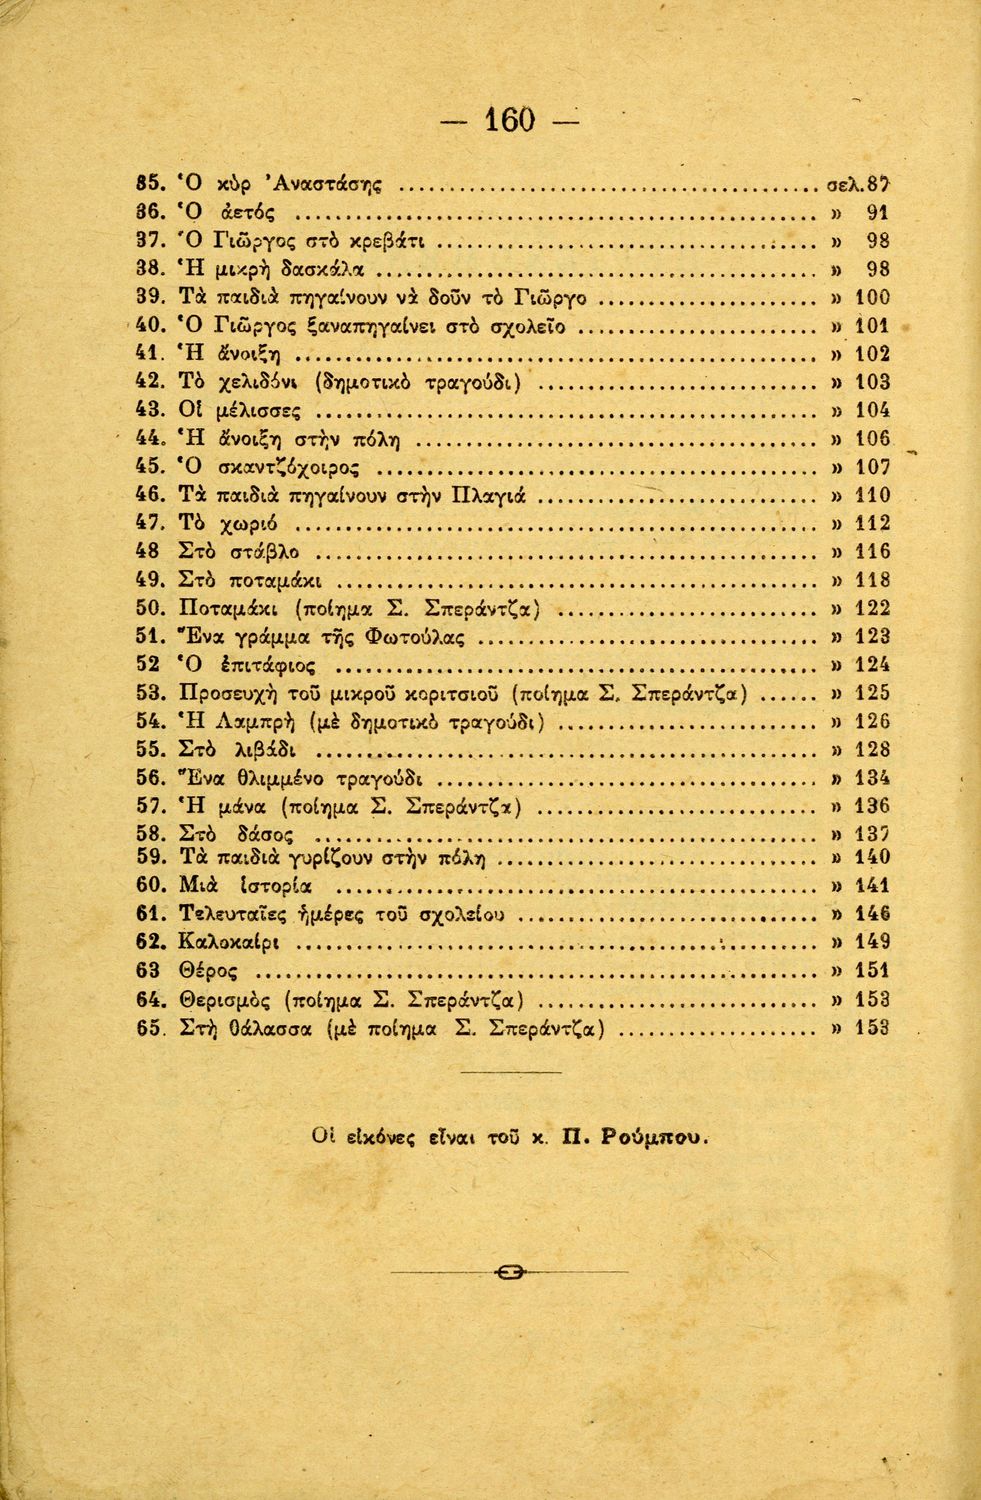 — 160 —
35. Ὁ κὺρ Ἀναστάσης ........ σελ. 87
36. Ὁ ἀετός ........ » 91
37. Ὁ Γιῶργος στὸ κρεβάτι ........ » 98
38. Ἡ μικρὴ δασκάλα ........ » 98
39. Τὰ παιδιὰ πηγαίνουν νὰ δοῦν τὸ Γιῶργο ........ » 100
40. Ὁ Γιῶργος ξαναπηγαίνει στὸ σχολεῖο ........ » 101
41. Ἡ ἄνοιξη ........ » 102
42. Τὸ χελιδόνι (δημοτικὸ τραγούδι) ........ » 103
43. Οἱ μέλισσες ........ » 104
44. Ἡ ἄνοιξη στὴν πόλη ........ » 106
45. Ὁ σκαντζόχοιρος ........ » 107
46. Τὰ παιδιὰ πηγαίνουν στὴν Πλαγιά ........ » 110
47. Τὸ χωριό ........ » 112
48 Στὸ στάβλο ........ » 116
49. Στὸ ποταμάκι ........ » 118
50. Ποταμάκι (ποίημα Σ. Σπεράντζα) ........ » 122
51. Ἕνα γράμμα τῆς Φωτούλας ........ » 123
52 Ὁ ἐπιτάφιος ........ » 124
53. Προσευχὴ τοῦ μικροῦ κοριτσιοῦ (ποίημα Σ. Σπεράντζα) ...... » 125
54. Ἡ Λαμπρὴ (μὲ δημοτικὸ τραγούδι) ........ » 126
55. Στὸ λιβάδι ........ » 128
56. Ἕνα θλιμμένο τραγούδι ........ » 134
57. Ἡ μάνα (ποίημα Σ. Σπεράντζα) ........ » 136
58. Στὸ δάσος ........ » 137
59. Τὰ παιδιὰ γυρίζουν στὴν πόλη ........ » 140
60. Μιὰ ἱστορία ........ » 141
61. Τελευταῖες ἡμέρες τοῦ σχολείου ........ » 146
62. Καλοκαίρι ........ » 149
63 Θέρος ........ » 151
64. Θερισμὸς (ποίημα Σ. Σπεράντζα) ........ » 153
65. Στὴ θάλασσα (μὲ ποίημα Σ. Σπεράντζα) ........ » 153
Οἱ εἰκόνες εἶναι τοῦ κ. Π. Ρούμπου.